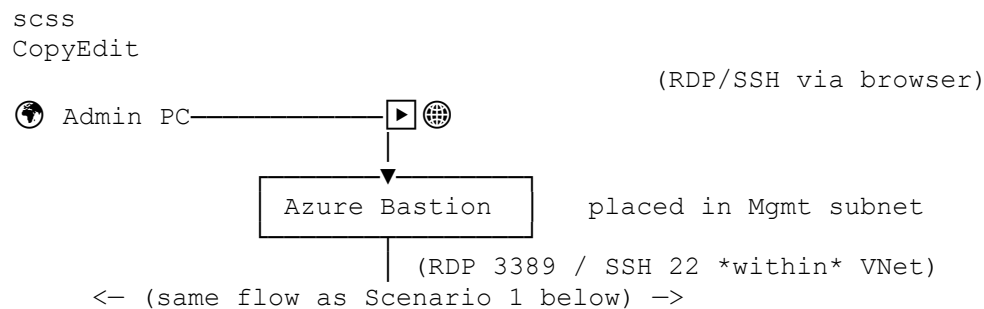 scss
CopyEdit
(RDP/SSH via browser)
Admin PC
Azure Bastion placed in Mgmt subnet
(RDP 3389 / SSH 22 *within* VNet)
<— (same flow as Scenario 1 below) —>